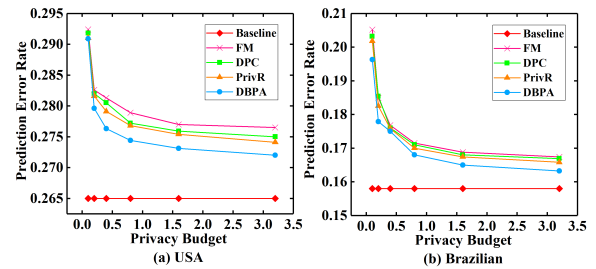 0.295
0.290
0.285
0.280
0.275
0.270
0.265
Prediction Error Rate
Baseline
FM
DPC
PrivR
DBPA
0.0 0.5 1.0 1.5 2.0 2.5 3.0 3.5
Privacy Budget
(a) USA
0.21
0.20
0.19
0.18
0.17
0.16
0.15
Prediction Error Rate
Baseline
FM
DPC
PrivR
DBPA
0.0 0.5 1.0 1.5 2.0 2.5 3.0 3.5
Privacy Budget
(b) Brazilian